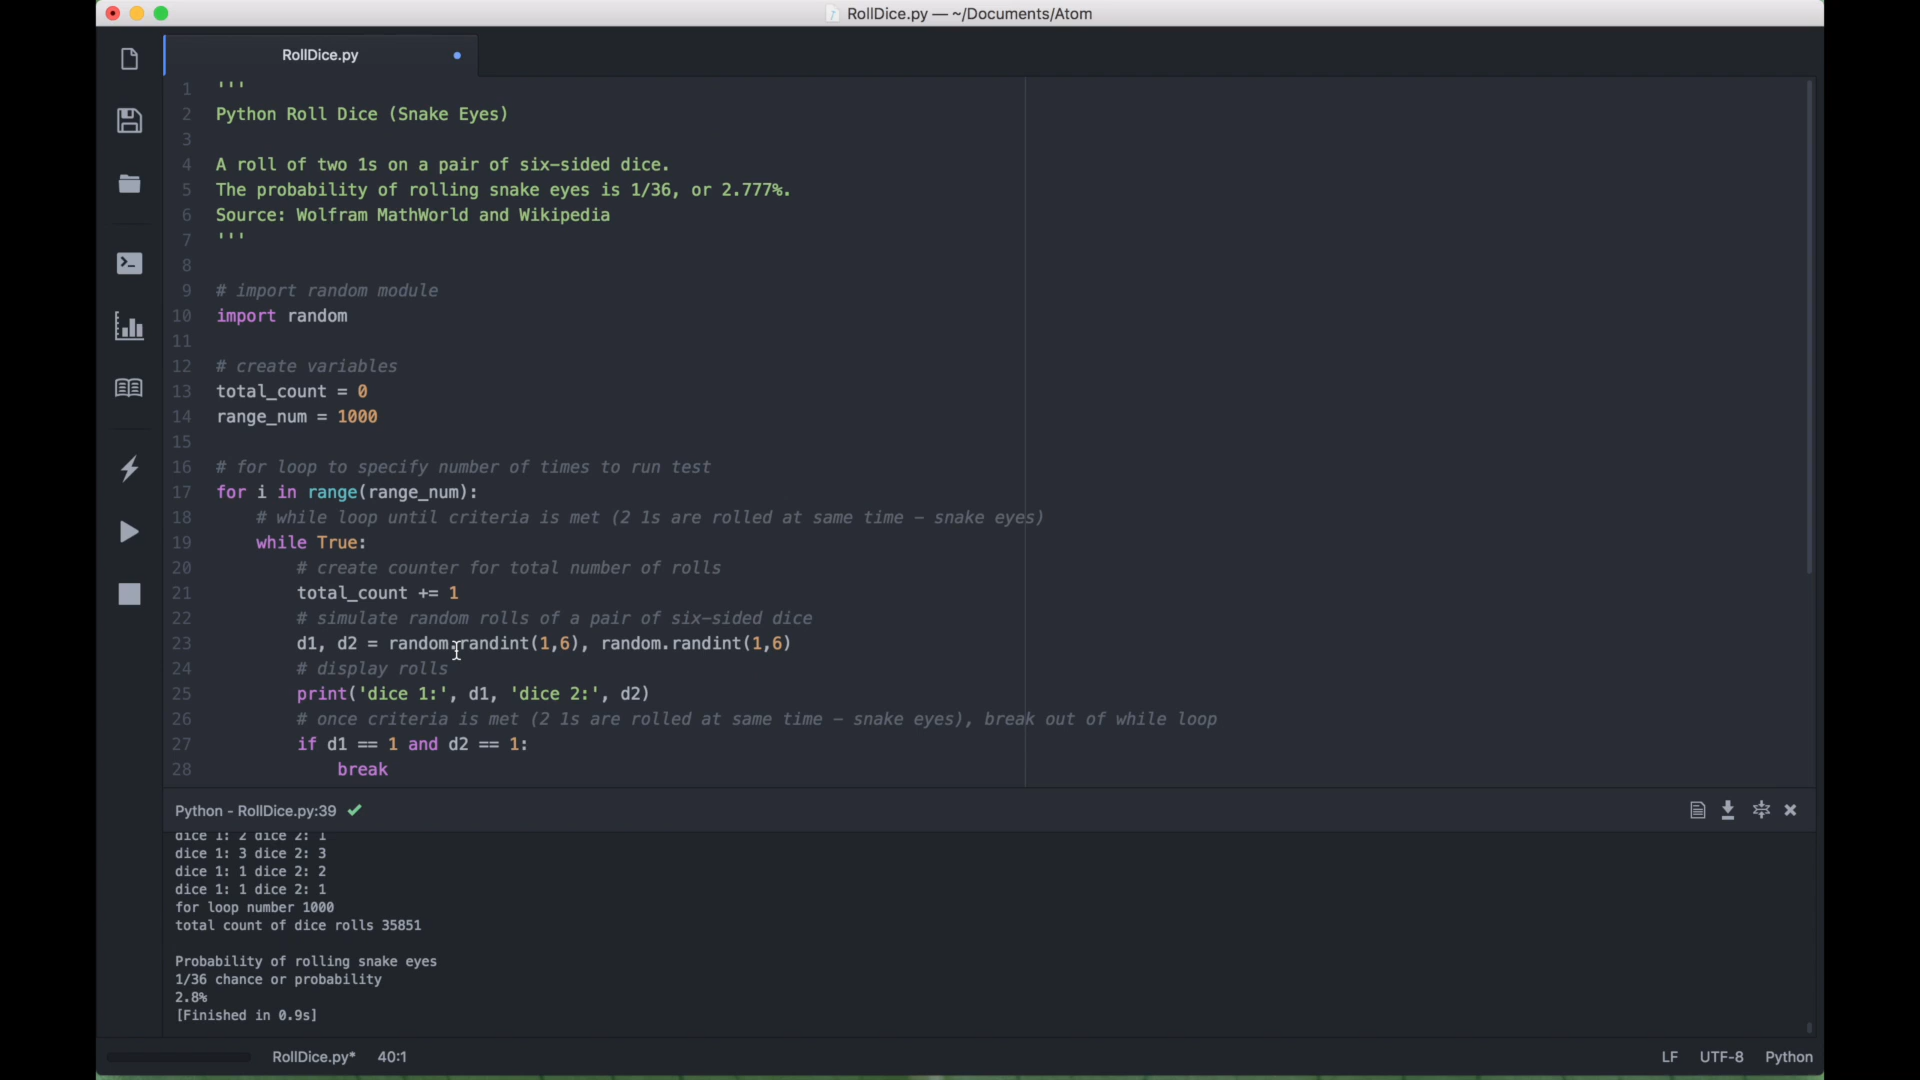 RollDice.py — ~/Documents/Atom
RollDice.py
1 '''
2 Python Roll Dice (Snake Eyes)
3
4 A roll of two 1s on a pair of six-sided dice.
5 The probability of rolling snake eyes is 1/36, or 2.777%.
6 Source: Wolfram MathWorld and Wikipedia
7 '''
8
9 # import random module
10 import random
11
12 # create variables
13 total_count = 0
14 range_num = 1000
15
16 # for loop to specify number of times to run test
17 for i in range(range_num):
18 # while loop until criteria is met (2 1s are rolled at same time - snake eyes)
19 while True:
20 # create counter for total number of rolls
21 total_count += 1
22 # simulate random rolls of a pair of six-sided dice
23 d1, d2 = random.randint(1,6), random.randint(1,6)
24 # display rolls
25 print('dice 1:', d1, 'dice 2:', d2)
26 # once criteria is met (2 1s are rolled at same time - snake eyes), break out of while loop
27 if d1 == 1 and d2 == 1:
28 break
Python - RollDice.py:39
dice 1: 2 dice 2: 1
dice 1: 3 dice 2: 3
dice 1: 1 dice 2: 2
dice 1: 1 dice 2: 1
for loop number 1000
total count of dice rolls 35851
Probability of rolling snake eyes
1/36 chance or probability
2.8%
[Finished in 0.9s]
RollDice.py* 40:1 LF UTF-8 Python